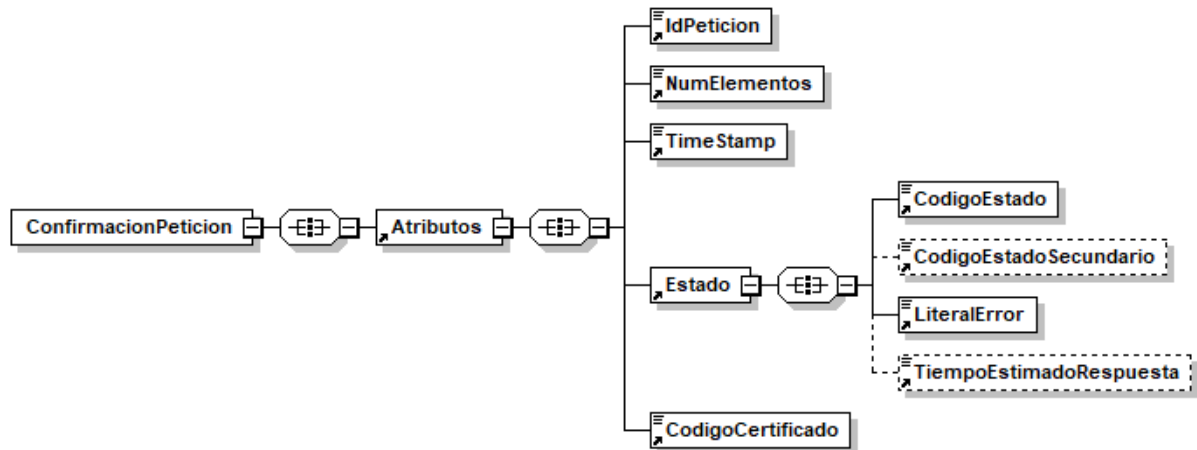 IdPeticion
NumElementos
TimeStamp
ConfirmacionPeticion
Atributos
Estado
CodigoEstado
CodigoEstadoSecundario
LiteralError
TiempoEstimadoRespuesta
CodigoCertificado